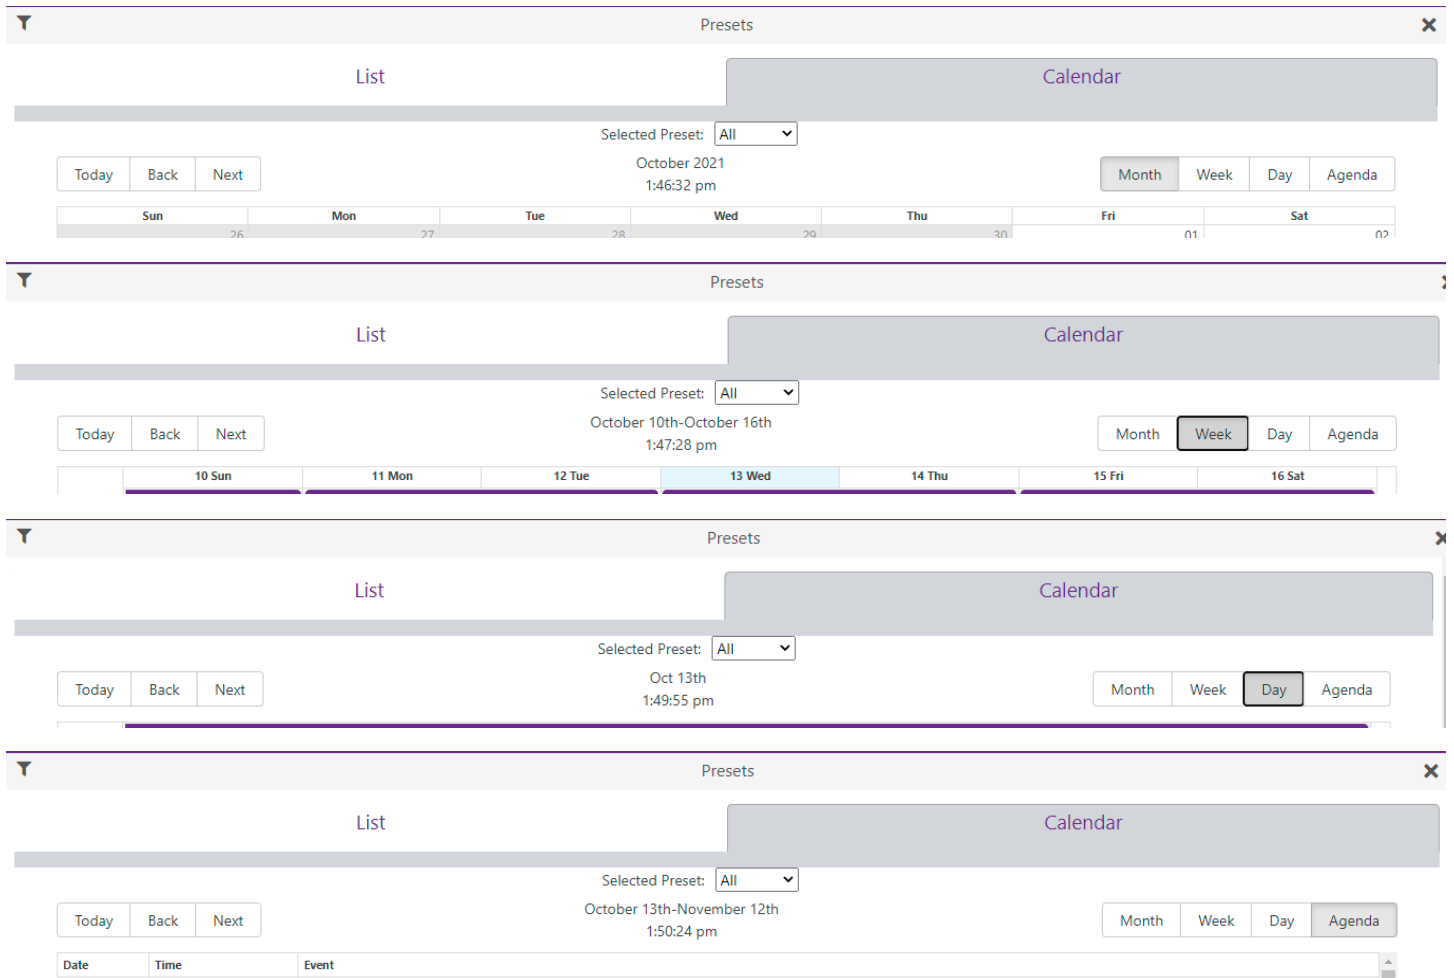 Presets
List Calendar
Selected Preset: All
Today Back Next October 2021 Month Week Day Agenda
1:46:32 pm
Sun Mon Tue Wed Thu Fri Sat
26 27 28 29 30 01 02
Presets
List Calendar
Selected Preset: All
Today Back Next October 10th-October 16th Month Week Day Agenda
1:47:28 pm
10 Sun 11 Mon 12 Tue 13 Wed 14 Thu 15 Fri 16 Sat
Presets
List Calendar
Selected Preset: All
Today Back Next Oct 13th Month Week Day Agenda
1:49:55 pm
Presets
List Calendar
Selected Preset: All
Today Back Next October 13th-November 12th Month Week Day Agenda
1:50:24 pm
Date Time Event